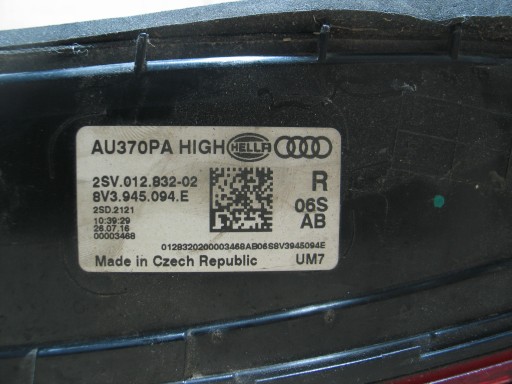 AU370PA HIGH HELLA
2SV.012.832-02
8V3.945.094.E
R
2SD.2121
06S
10:39:29
AB
26.07.16
00003468
0128320200003468AB06S8V3945094E
Made in Czech Republic UM7